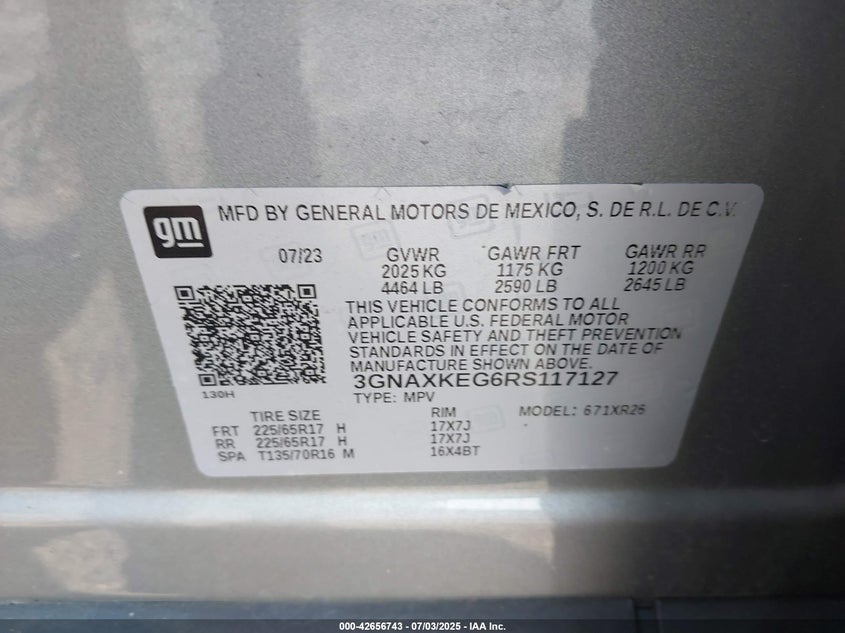 gm
MFD BY GENERAL MOTORS DE MEXICO, S. DE R.L. DE C.V.
07/23 GVWR GAWR FRT GAWR RR
2025 KG 1175 KG 1200 KG
4464 LB 2590 LB 2645 LB
THIS VEHICLE CONFORMS TO ALL
APPLICABLE U.S. FEDERAL MOTOR
VEHICLE SAFETY AND THEFT PREVENTION
STANDARDS IN EFFECT ON THE DATE OF
MANUFACTURE SHOWN ABOVE.
3GNAXKEG6RS117127
130H
TYPE: MPV
TIRE SIZE RIM MODEL: 671XR26
FRT 225/65R17 H 17X7J
RR 225/65R17 H 17X7J
SPA T135/70R16 M 16X4BT
000-42656743 - 07/03/2025 - IAA Inc.